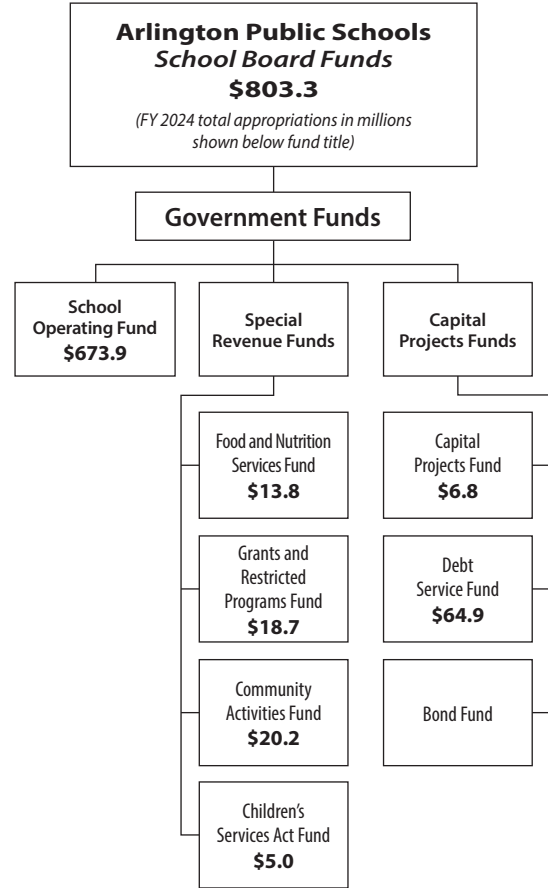 Arlington Public Schools
School Board Funds
$803.3
(FY 2024 total appropriations in millions
shown below fund title)
Government Funds
School
Operating Fund
$673.9
Special
Revenue Funds
Capital
Projects Funds
Food and Nutrition
Services Fund
$13.8
Grants and
Restricted
Programs Fund
$18.7
Community
Activities Fund
$20.2
Children’s
Services Act Fund
$5.0
Capital
Projects Fund
$6.8
Debt
Service Fund
$64.9
Bond Fund